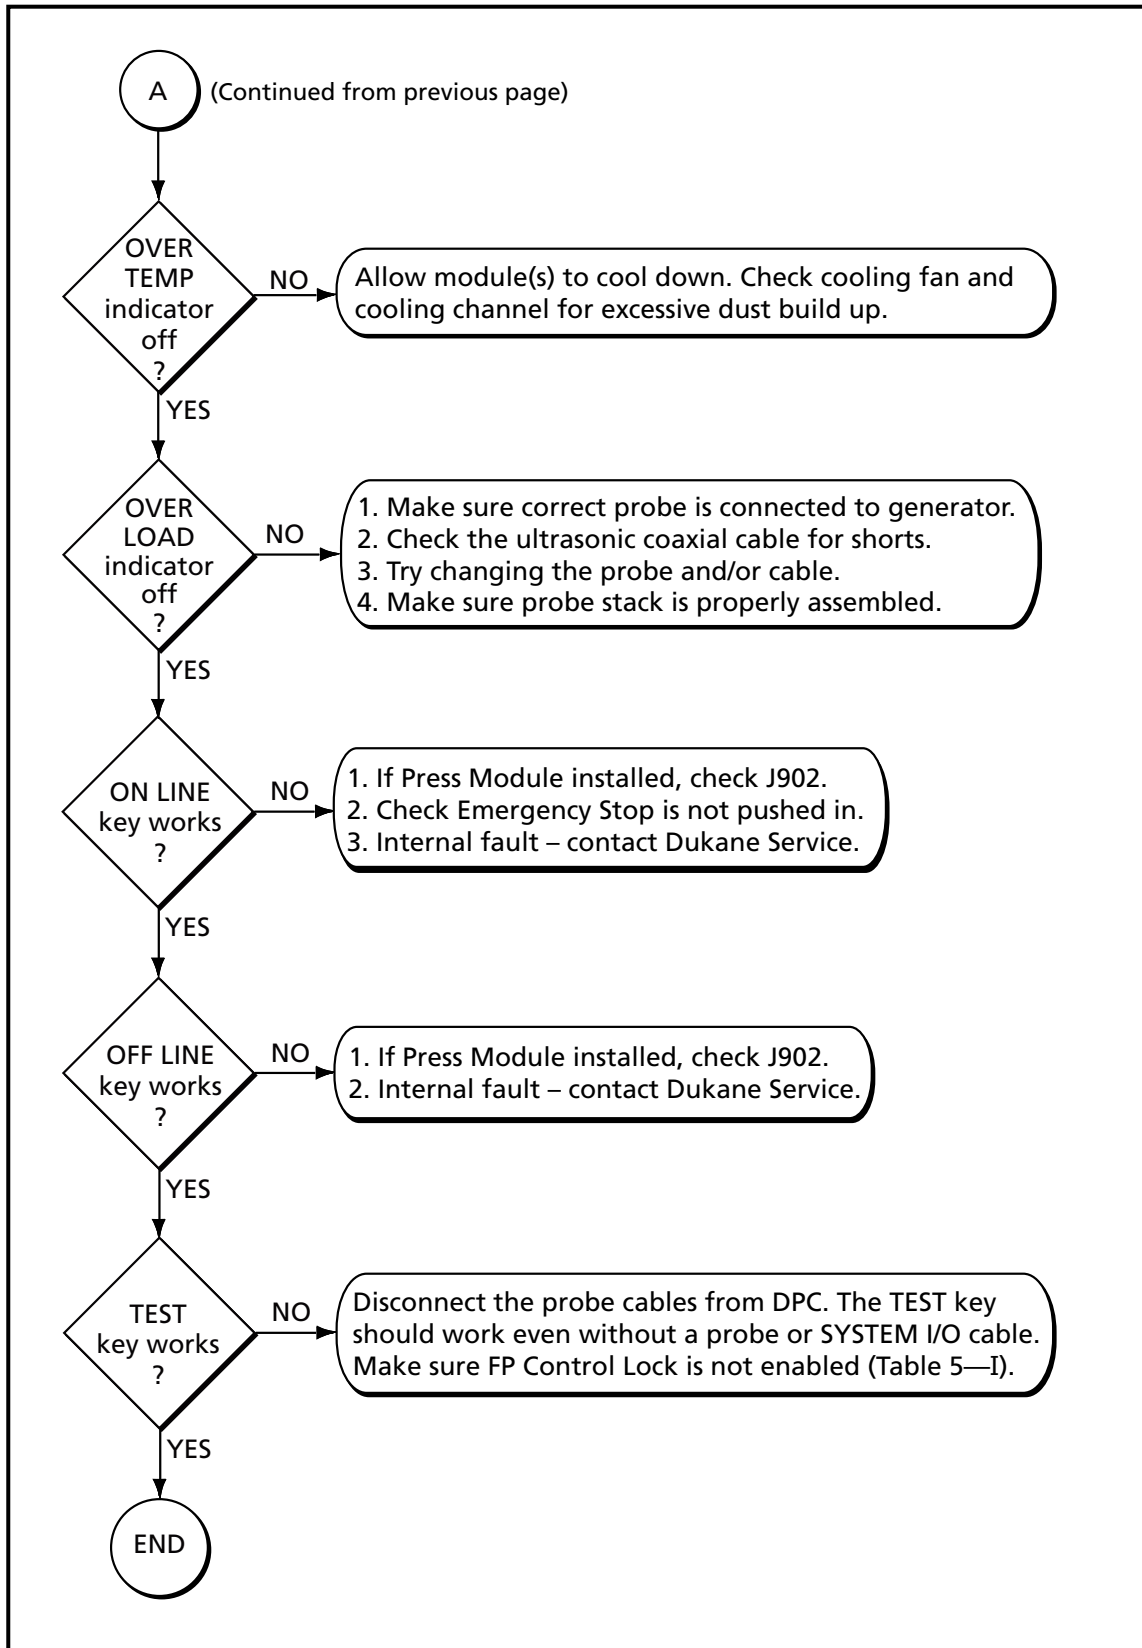 A
(Continued from previous page)
OVER
TEMP
indicator
off
?
NO
Allow module(s) to cool down. Check cooling fan and
cooling channel for excessive dust build up.
YES
OVER
LOAD
indicator
off
?
NO
1. Make sure correct probe is connected to generator.
2. Check the ultrasonic coaxial cable for shorts.
3. Try changing the probe and/or cable.
4. Make sure probe stack is properly assembled.
YES
ON LINE
key works
?
NO
1. If Press Module installed, check J902.
2. Check Emergency Stop is not pushed in.
3. Internal fault – contact Dukane Service.
YES
OFF LINE
key works
?
NO
1. If Press Module installed, check J902.
2. Internal fault – contact Dukane Service.
YES
TEST
key works
?
NO
Disconnect the probe cables from DPC. The TEST key
should work even without a probe or SYSTEM I/O cable.
Make sure FP Control Lock is not enabled (Table 5—I).
YES
END